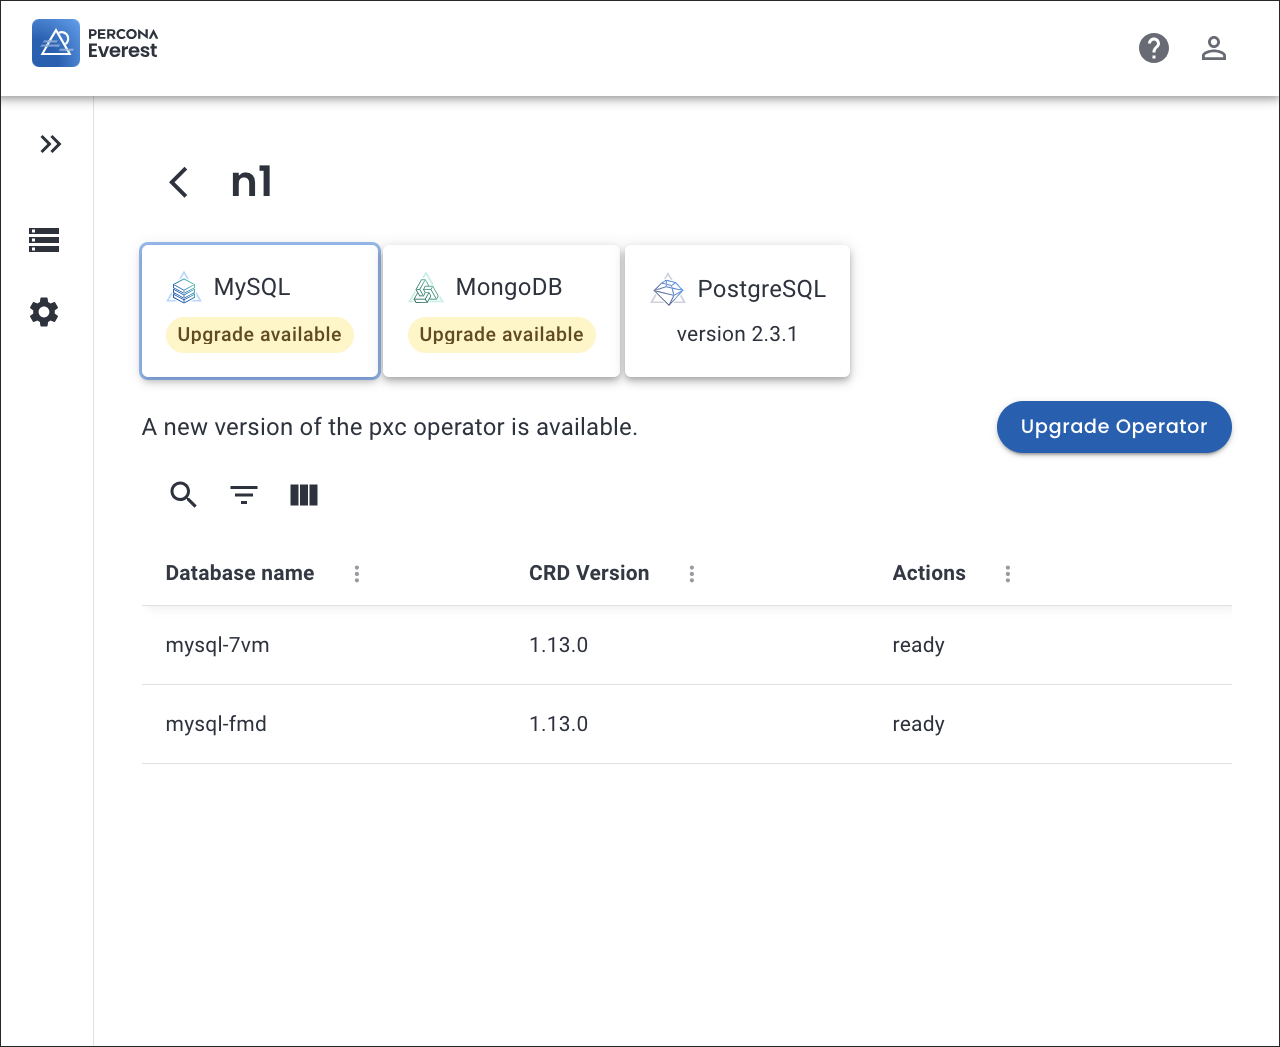 PERCONA
Everest
n1
MySQL
Upgrade available
MongoDB
Upgrade available
PostgreSQL
version 2.3.1
A new version of the pxc operator is available.
Upgrade Operator
Database name CRD Version Actions
mysql-7vm 1.13.0 ready
mysql-fmd 1.13.0 ready